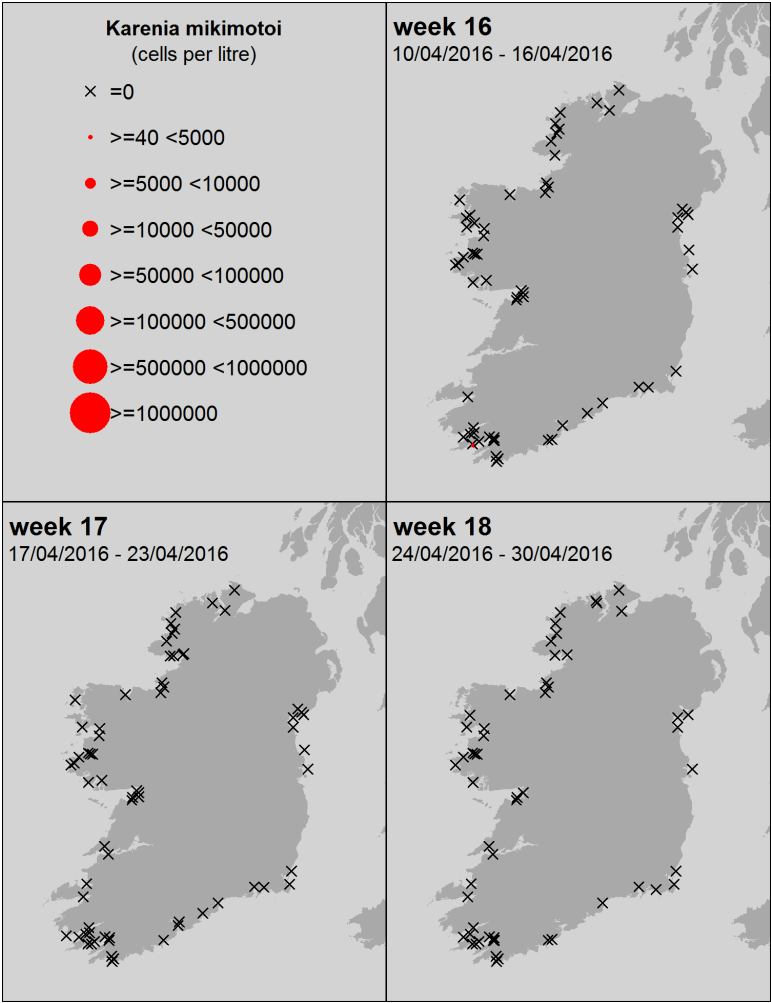 Karenia mikimotoi
(cells per litre)
=0
>=40 <5000
>=5000 <10000
>=10000 <50000
>=50000 <100000
>=100000 <500000
>=500000 <1000000
>=1000000
week 16
10/04/2016 - 16/04/2016
week 17
17/04/2016 - 23/04/2016
week 18
24/04/2016 - 30/04/2016